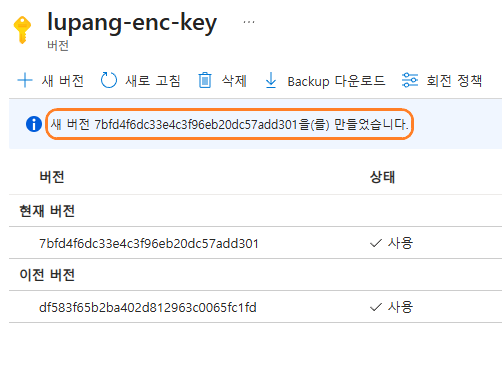 lupang-enc-key ...
버전
+ 새 버전 새로 고침 삭제 Backup 다운로드 회전 정책
새 버전 7bfd4f6dc33e4c3f96eb20dc57add301을(를) 만들었습니다.
버전 상태
현재 버전
7bfd4f6dc33e4c3f96eb20dc57add301 ✓ 사용
이전 버전
df583f65b2ba402d812963c0065fc1fd ✓ 사용